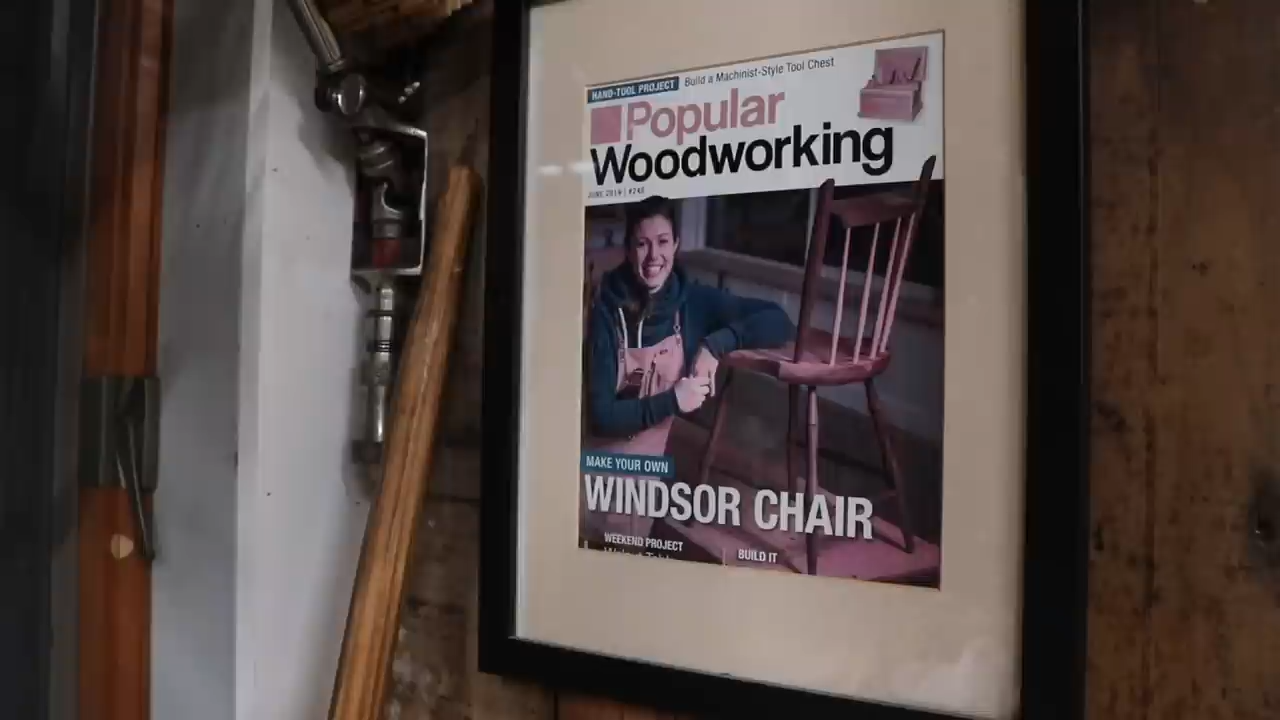 HAND-TOOL PROJECT Build a Machinist-Style Tool Chest
Popular
Woodworking
JUNE 2019 | #246
MAKE YOUR OWN
WINDSOR CHAIR
WEEKEND PROJECT
BUILD IT